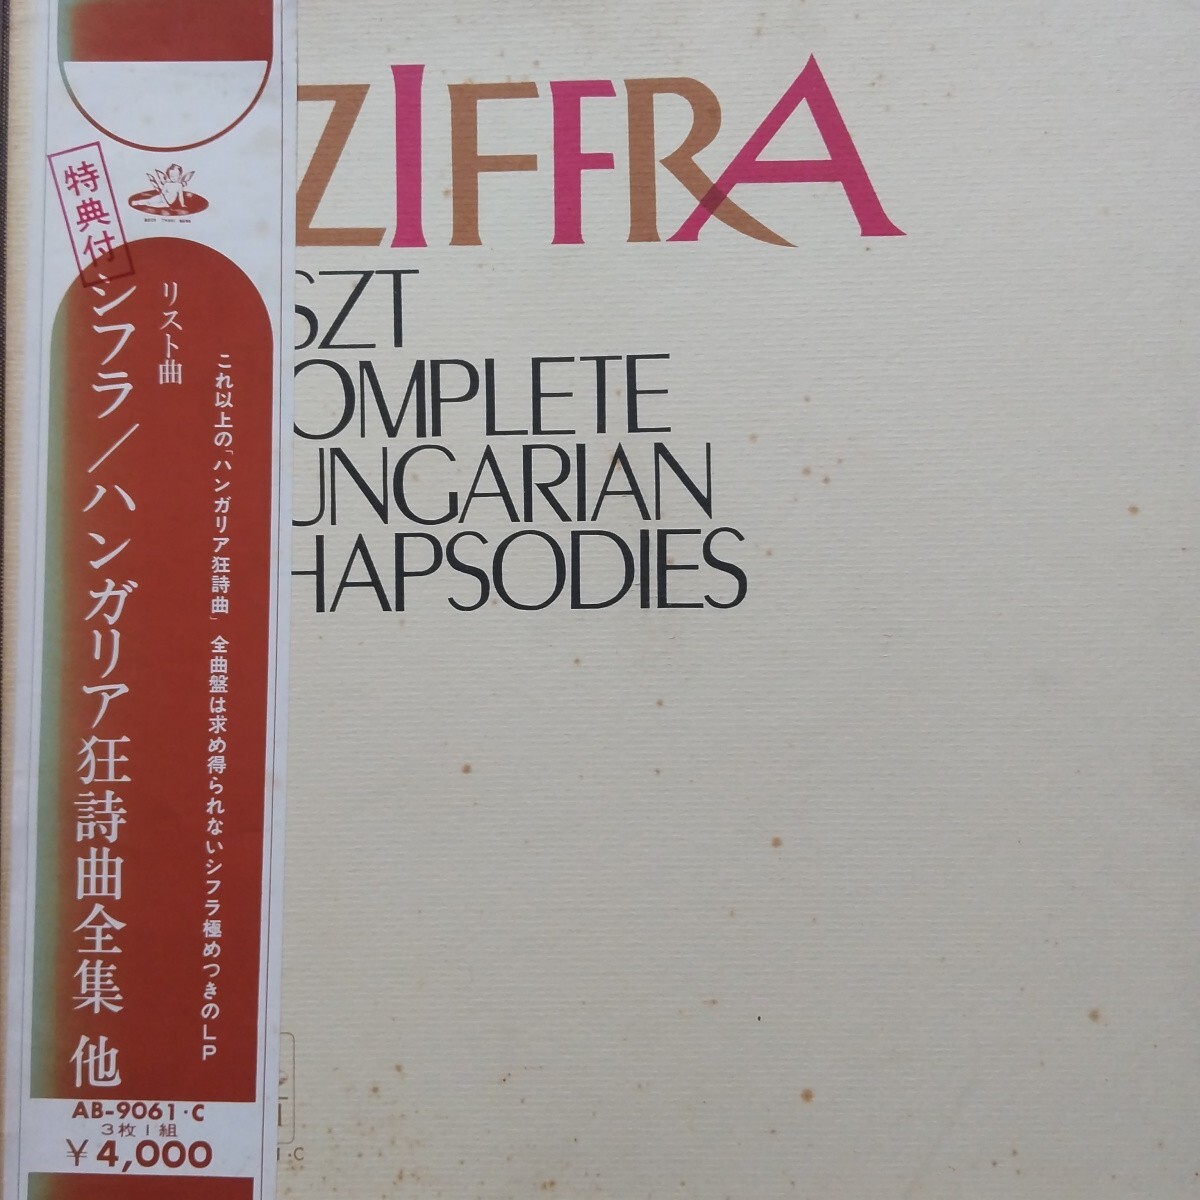 特典付
リスト曲
シフラ/ハンガリア狂詩曲全集 他
これ以上の「ハンガリア狂詩曲」全曲盤は求め得られないシフラ極めつきのLP
AB-9061·C
3枚1組
¥4,000
ZIFFRA
SZT
OMPLETE
UNGARIAN
HAPSODIES